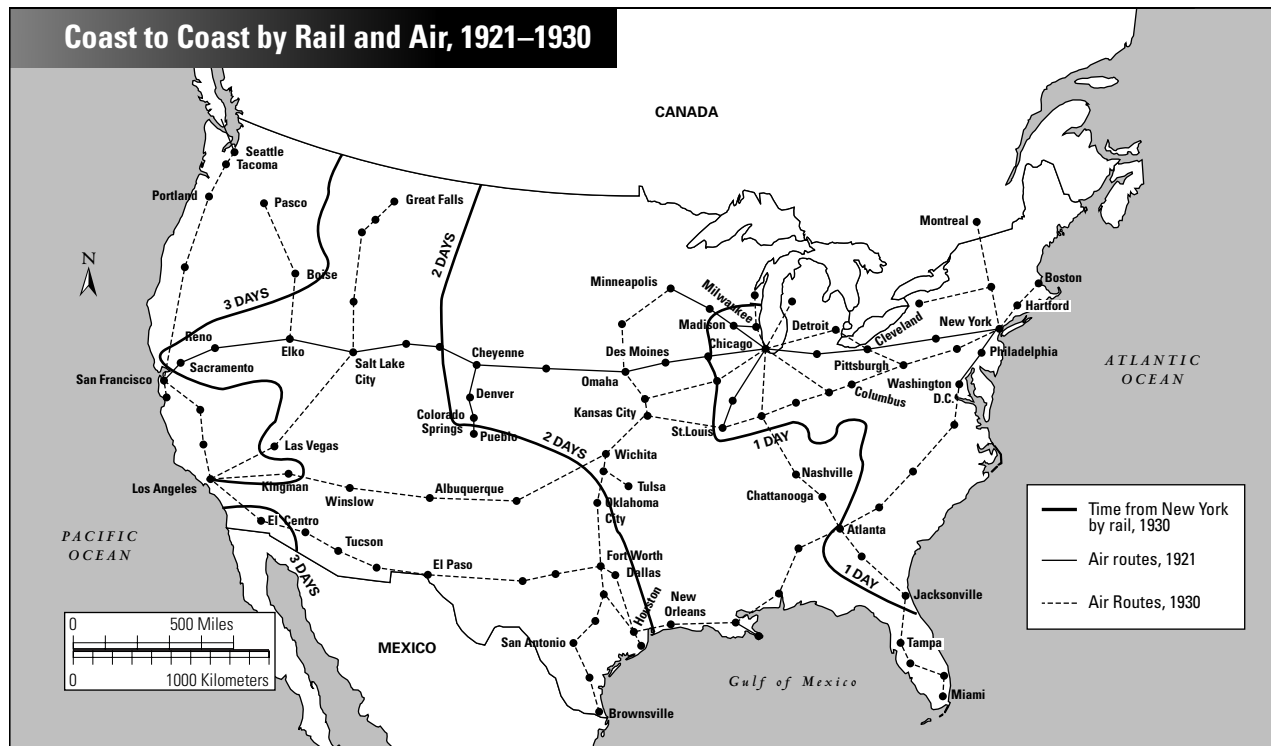 Coast to Coast by Rail and Air, 1921–1930
CANADA
Seattle
Tacoma
Portland
Pasco
Great Falls
Montreal
N
2 DAYS
Boise
3 DAYS
Minneapolis
Milwaukee
Boston
Hartford
Madison
Detroit
Cleveland
New York
Reno
Elko
Chicago
Des Moines
Salt Lake
City
Cheyenne
Philadelphia
Pittsburgh
ATLANTIC
OCEAN
Sacramento
San Francisco
Omaha
Washington
D.C.
Columbus
Denver
Colorado
Springs
Pueblo
Kansas City
St.Louis
1 DAY
2 DAYS
Las Vegas
Wichita
Nashville
Los Angeles
Kingman
Winslow
Albuquerque
Tulsa
Chattanooga
Oklahoma
City
El Centro
Atlanta
PACIFIC
OCEAN
Tucson
3 DAYS
El Paso
Fort Worth
Dallas
1 DAY
Houston
New
Orleans
Jacksonville
San Antonio
MEXICO
Tampa
Gulf of Mexico
Miami
Brownsville
Time from New York
by rail, 1930
Air routes, 1921
Air Routes, 1930
0 500 Miles
0 1000 Kilometers